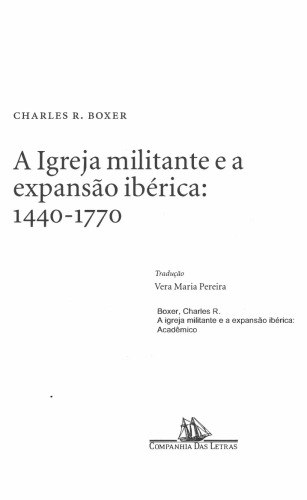 CHARLES R. BOXER
A Igreja militante e a
expansão ibérica:
1440-1770
Tradução
Vera Maria Pereira
Boxer, Charles R.
A igreja militante e a expansão ibérica:
Acadêmico
COMPANHIA DAS LETRAS